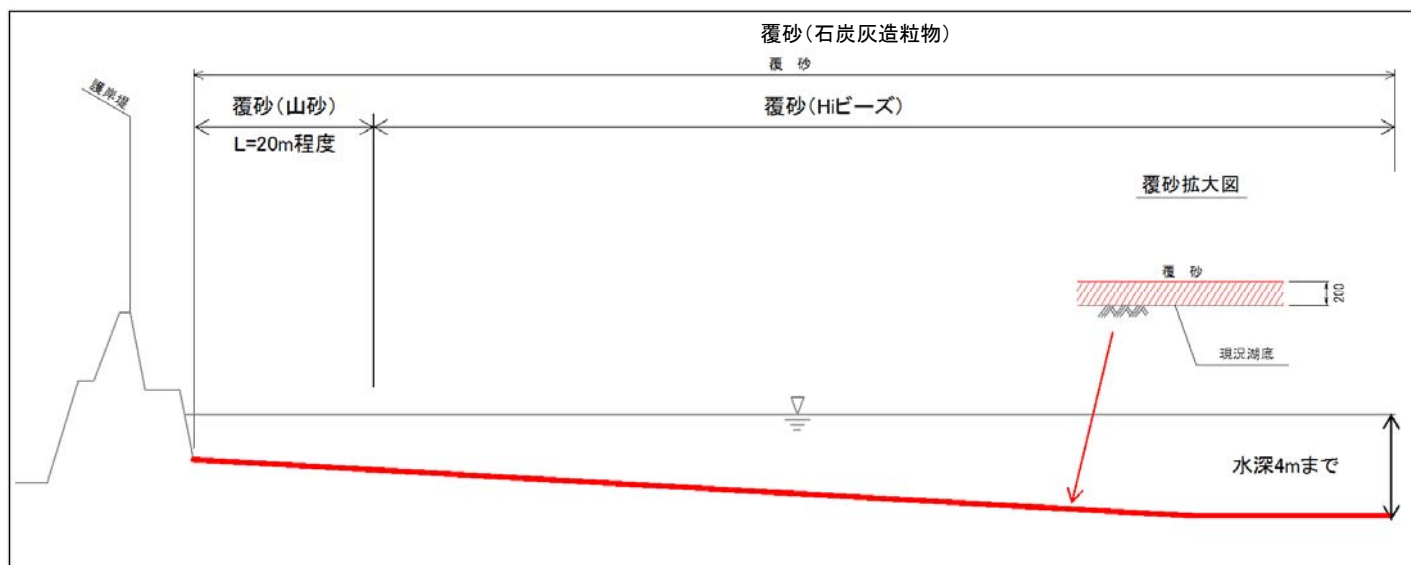 覆砂(石炭灰造粒物)
覆 砂
護岸堤
覆砂(山砂)
覆砂(Hiビーズ)
L=20m程度
覆砂拡大図
覆 砂
200
現況湖底
水深4mまで